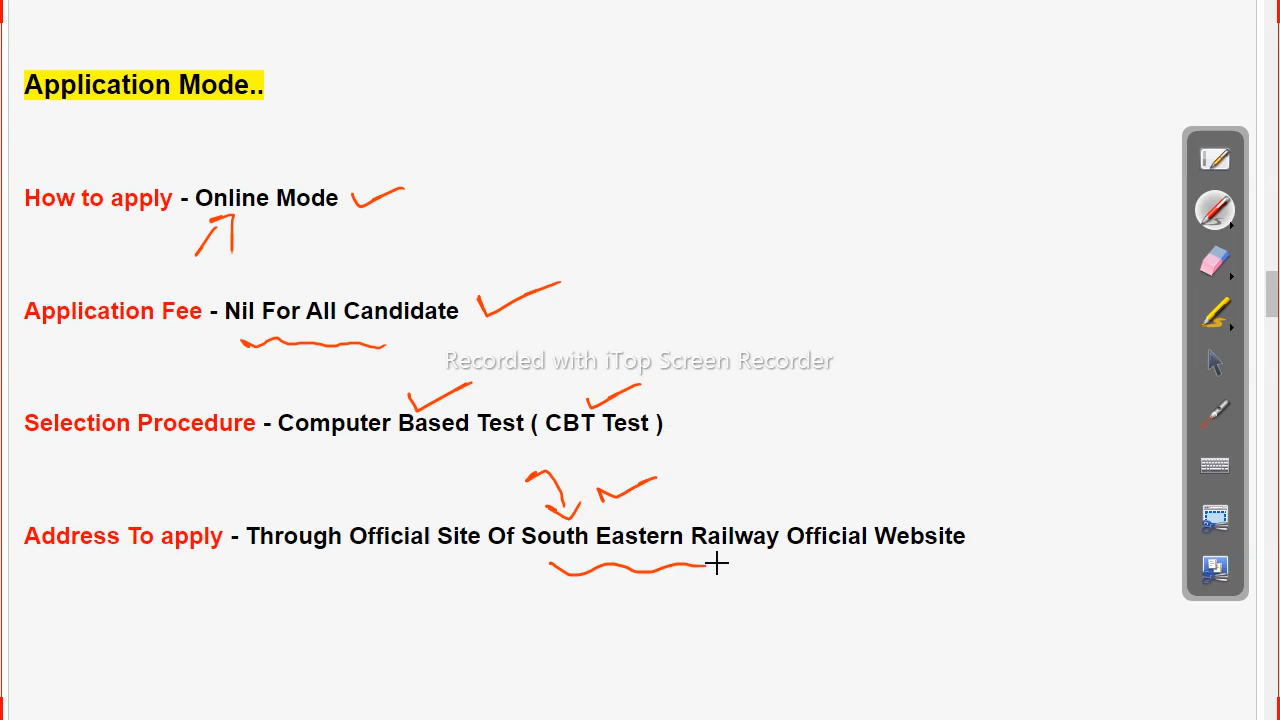 Application Mode..
How to apply - Online Mode
Application Fee - Nil For All Candidate
Recorded with iTop Screen Recorder
Selection Procedure - Computer Based Test ( CBT Test )
Address To apply - Through Official Site Of South Eastern Railway Official Website